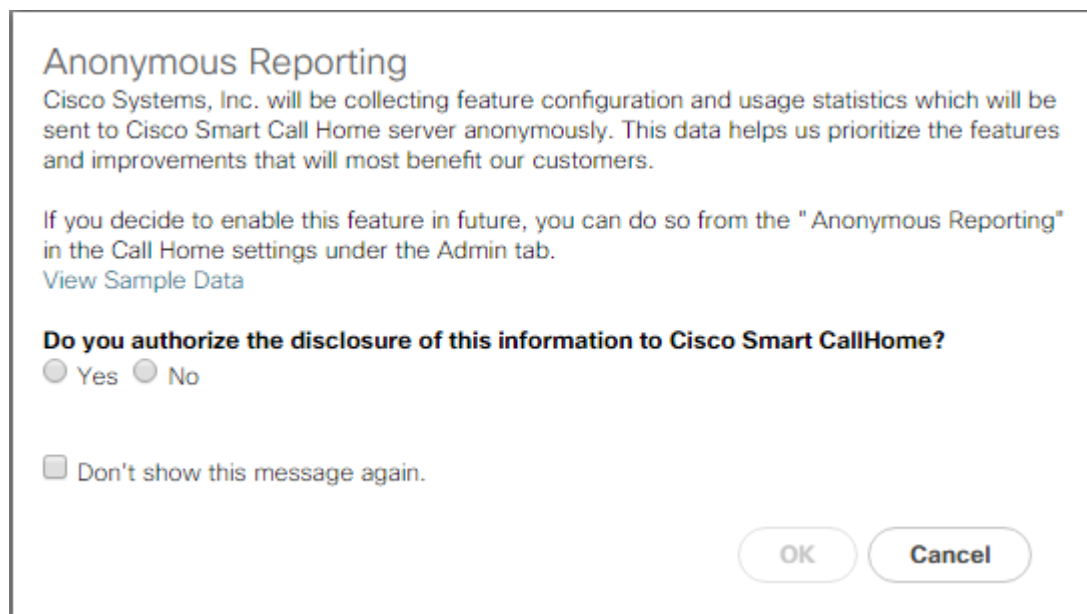 Anonymous Reporting
Cisco Systems, Inc. will be collecting feature configuration and usage statistics which will be
sent to Cisco Smart Call Home server anonymously. This data helps us prioritize the features
and improvements that will most benefit our customers.
If you decide to enable this feature in future, you can do so from the "Anonymous Reporting"
in the Call Home settings under the Admin tab.
View Sample Data
Do you authorize the disclosure of this information to Cisco Smart CallHome?
Yes No
Don't show this message again.
OK Cancel